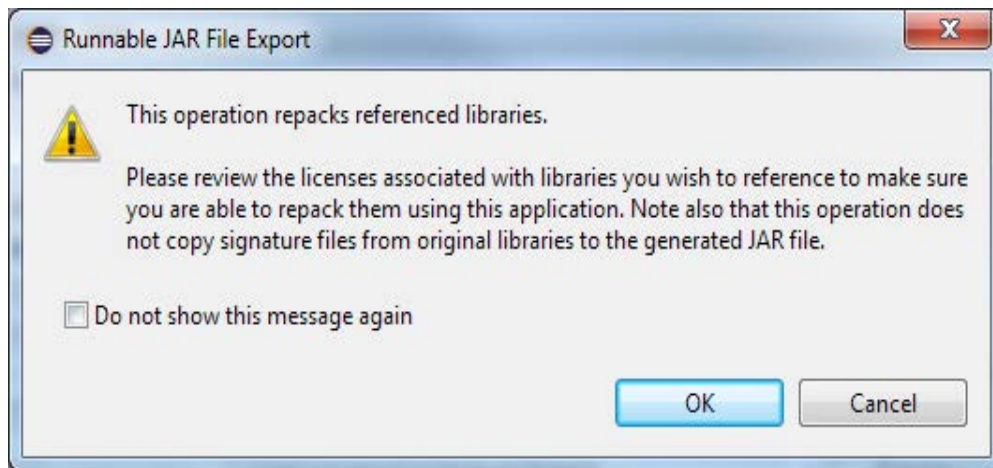 Runnable JAR File Export
This operation repacks referenced libraries.
Please review the licenses associated with libraries you wish to reference to make sure
you are able to repack them using this application. Note also that this operation does
not copy signature files from original libraries to the generated JAR file.
Do not show this message again
OK
Cancel